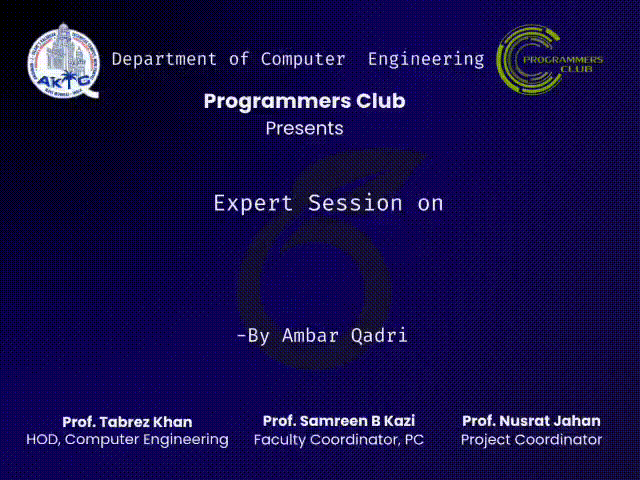 Department of Computer  Engineering
AKTC
PROGRAMMERS
CLUB
Programmers Club
Presents
Expert Session on
-By Ambar Qadri
Prof. Tabrez Khan
HOD, Computer Engineering
Prof. Samreen B Kazi
Faculty Coordinator, PC
Prof. Nusrat Jahan
Project Coordinator